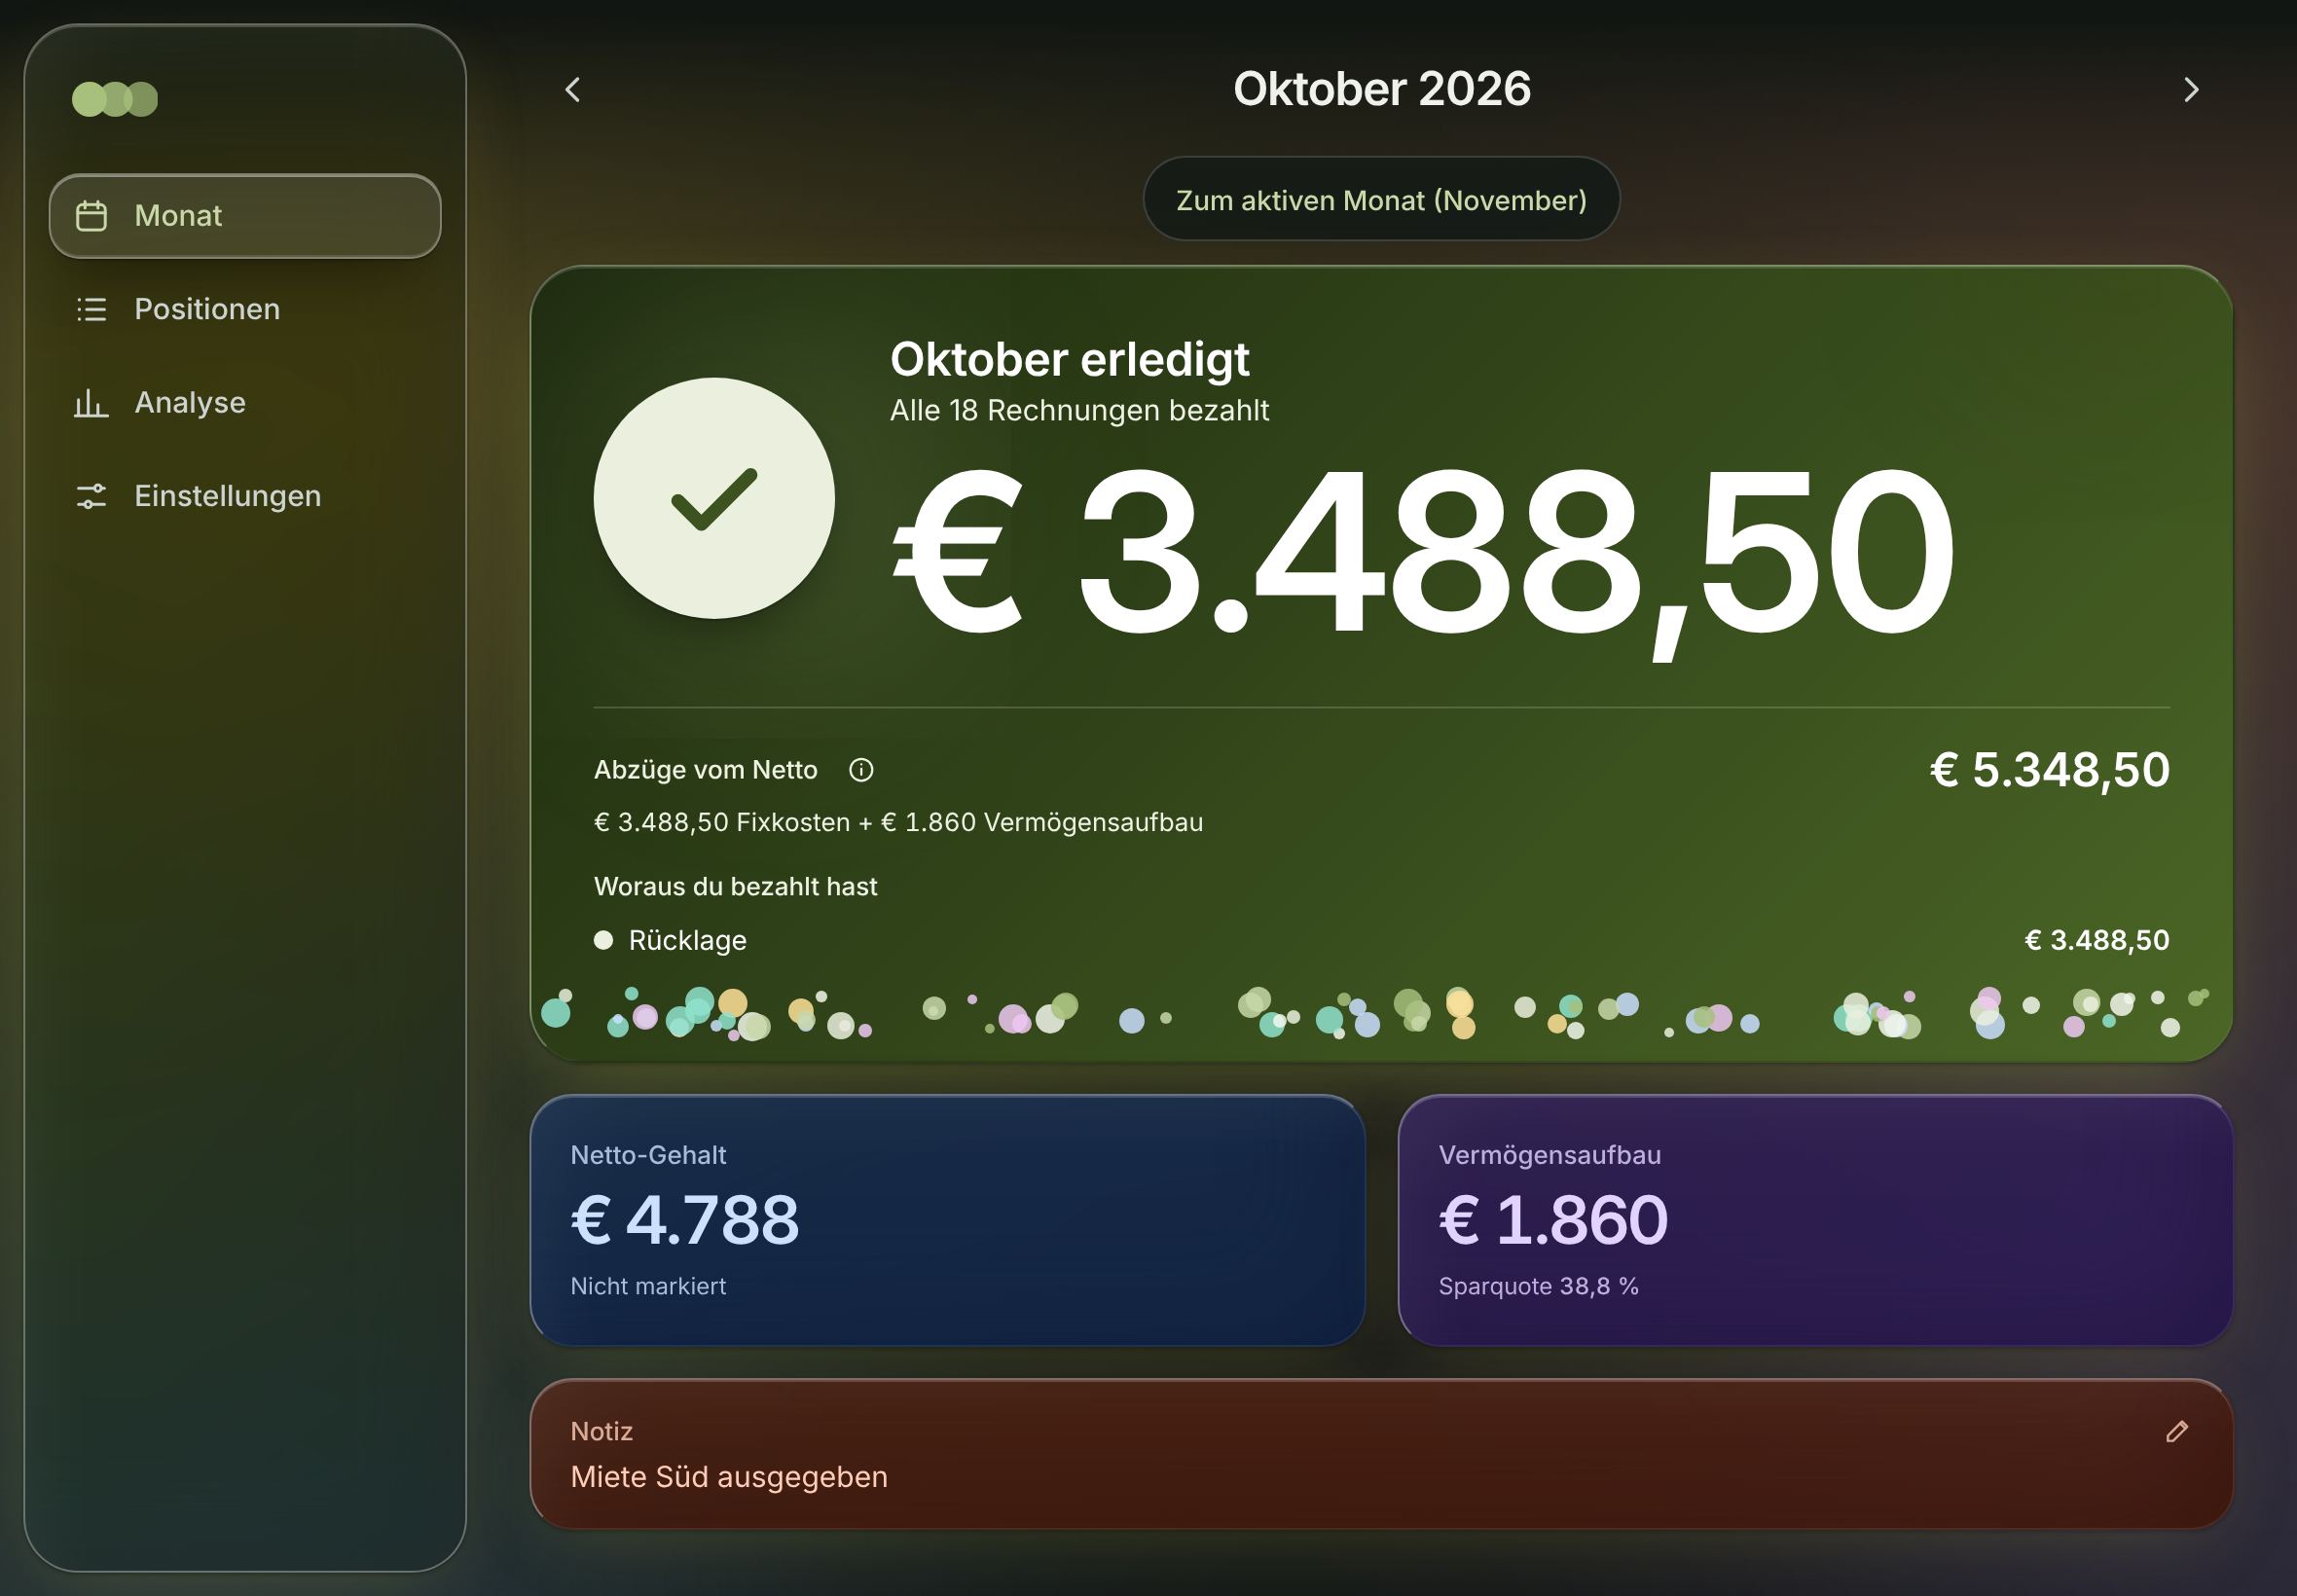 Monat
Positionen
Analyse
Einstellungen
Oktober 2026
Zum aktiven Monat (November)
Oktober erledigt
Alle 18 Rechnungen bezahlt
€ 3.488,50
Abzüge vom Netto
€ 5.348,50
€ 3.488,50 Fixkosten + € 1.860 Vermögensaufbau
Woraus du bezahlt hast
Rücklage
€ 3.488,50
Netto-Gehalt
€ 4.788
Nicht markiert
Vermögensaufbau
€ 1.860
Sparquote 38,8 %
Notiz
Miete Süd ausgegeben